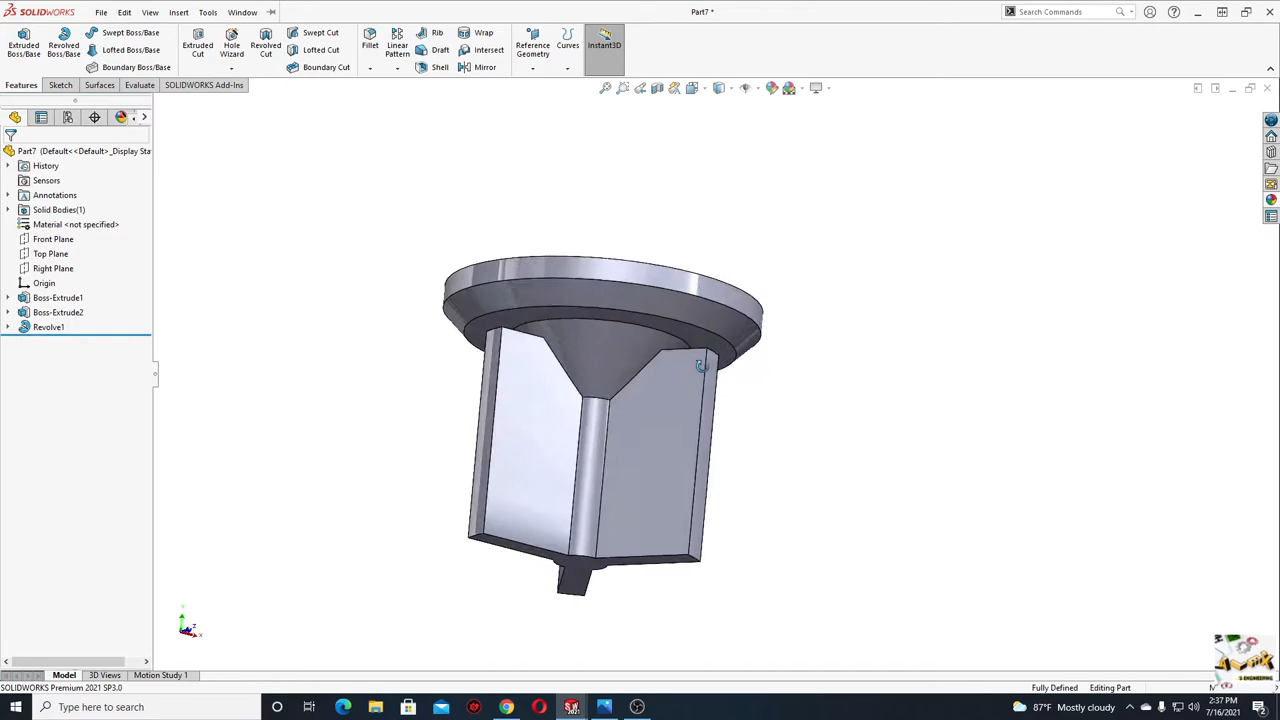 SOLIDWORKS
File Edit View Insert Tools Window
Part7 *
Search Commands
Extruded Boss/Base
Revolved Boss/Base
Swept Boss/Base
Lofted Boss/Base
Boundary Boss/Base
Extruded Cut
Hole Wizard
Revolved Cut
Swept Cut
Lofted Cut
Boundary Cut
Fillet
Linear Pattern
Rib
Draft
Shell
Wrap
Intersect
Mirror
Reference Geometry
Curves
Instant3D
Features Sketch Surfaces Evaluate SOLIDWORKS Add-Ins
Part7 (Default<<Default>_Display Sta
History
Sensors
Annotations
Solid Bodies(1)
Material <not specified>
Front Plane
Top Plane
Right Plane
Origin
Boss-Extrude1
Boss-Extrude2
Revolve1
Model 3D Views Motion Study 1
SOLIDWORKS Premium 2021 SP3.0
Fully Defined Editing Part
Type here to search
87°F Mostly cloudy
2:37 PM
7/16/2021